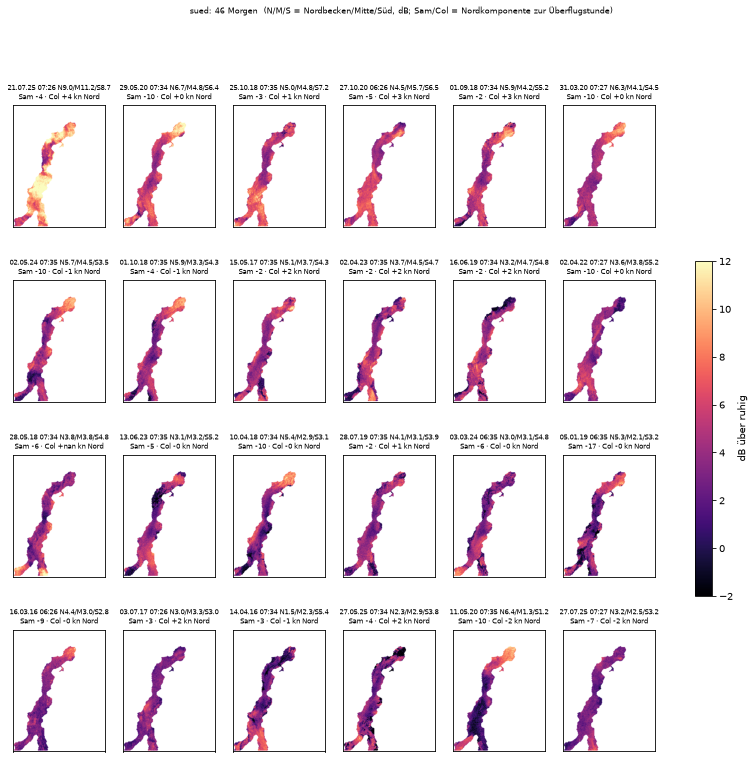 sued: 46 Morgen (N/M/S = Nordbecken/Mitte/Süd, dB; Sam/Col = Nordkomponente zur Überflugstunde)
21.07.25 07:26 N9.0/M11.2/S8.7
Sam -4 · Col +4 kn Nord
29.05.20 07:34 N6.7/M4.8/S6.4
Sam -10 · Col +0 kn Nord
25.10.18 07:35 N5.0/M4.8/S7.2
Sam -3 · Col +1 kn Nord
27.10.20 06:26 N4.5/M5.7/S6.5
Sam -5 · Col +3 kn Nord
01.09.18 07:34 N5.9/M4.2/S5.2
Sam -3 · Col +2 kn Nord
31.03.20 07:27 N6.3/M4.1/S4.5
Sam -10 · Col +0 kn Nord
02.05.24 07:35 N5.7/M4.5/S3.5
Sam -10 · Col -1 kn Nord
01.10.18 07:35 N5.9/M3.3/S4.3
Sam -4 · Col -1 kn Nord
15.05.17 07:35 N5.1/M3.7/S4.3
Sam -2 · Col +2 kn Nord
02.04.23 07:35 N3.7/M4.5/S4.7
Sam -2 · Col +2 kn Nord
16.06.19 07:34 N3.2/M4.7/S4.8
Sam -2 · Col +2 kn Nord
02.04.22 07:27 N3.6/M3.8/S5.2
Sam -10 · Col +0 kn Nord
28.05.18 07:34 N3.8/M3.8/S4.8
Sam -6 · Col +nan kn Nord
13.06.23 07:35 N3.1/M3.2/S5.2
Sam -5 · Col -0 kn Nord
10.04.18 07:34 N5.4/M2.9/S3.1
Sam -10 · Col -0 kn Nord
28.07.19 07:35 N4.1/M3.1/S3.9
Sam -2 · Col +1 kn Nord
03.03.24 06:35 N3.0/M3.1/S4.8
Sam -6 · Col -0 kn Nord
05.01.19 06:35 N5.3/M2.1/S3.2
Sam -17 · Col -0 kn Nord
16.03.16 06:26 N4.4/M3.0/S2.8
Sam -9 · Col -0 kn Nord
03.07.17 07:26 N3.0/M3.3/S3.0
Sam -3 · Col +2 kn Nord
14.04.16 07:34 N1.5/M2.3/S5.4
Sam -3 · Col -1 kn Nord
27.05.25 07:34 N2.3/M2.9/S3.8
Sam -4 · Col +2 kn Nord
11.05.20 07:35 N6.4/M1.3/S1.2
Sam -10 · Col -2 kn Nord
27.07.25 07:27 N3.2/M2.5/S3.2
Sam -7 · Col -2 kn Nord
12
10
8
6
4
2
0
−2
dB über ruhig